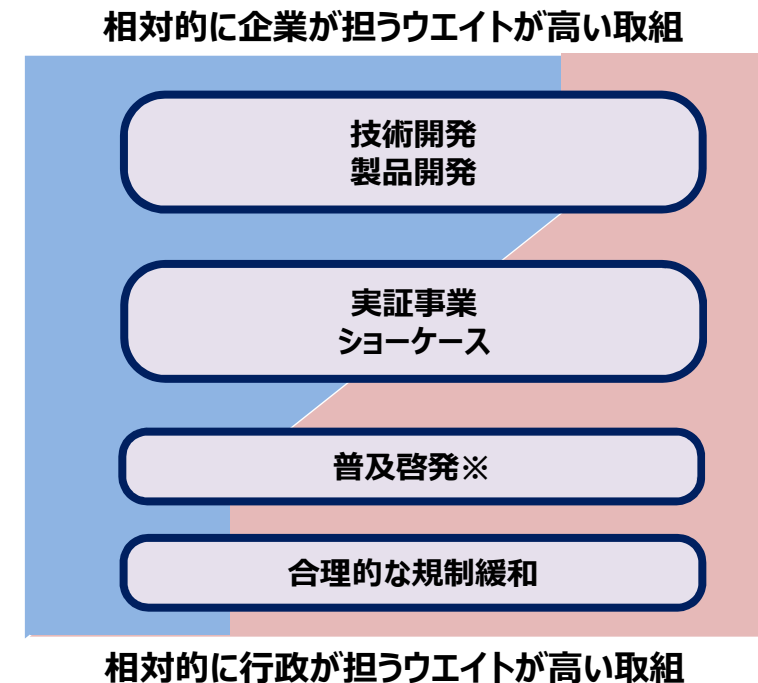 相対的に企業が担うウエイトが高い取組
技術開発
製品開発
実証事業
ショーケース
普及啓発※
合理的な規制緩和
相対的に行政が担うウエイトが高い取組